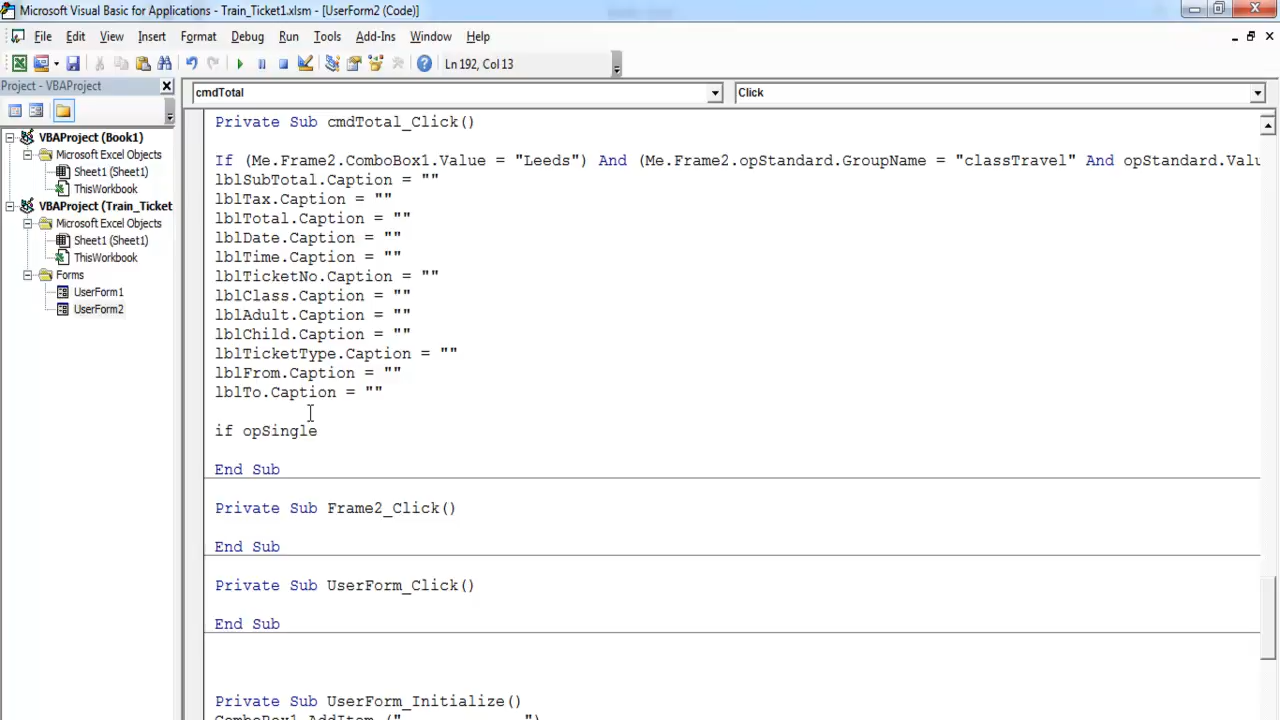 Microsoft Visual Basic for Applications - Train_Ticket1.xlsm - [UserForm2 (Code)]
File Edit View Insert Format Debug Run Tools Add-Ins Window Help
Ln 192, Col 13
Project - VBAProject
cmdTotal
Click
VBAProject (Book1)
Microsoft Excel Objects
Sheet1 (Sheet1)
ThisWorkbook
VBAProject (Train_Ticket
Microsoft Excel Objects
Sheet1 (Sheet1)
ThisWorkbook
Forms
UserForm1
UserForm2
Private Sub cmdTotal_Click()
If (Me.Frame2.ComboBox1.Value = "Leeds") And (Me.Frame2.opStandard.GroupName = "classTravel" And opStandard.Valu
lblSubTotal.Caption = ""
lblTax.Caption = ""
lblTotal.Caption = ""
lblDate.Caption = ""
lblTime.Caption = ""
lblTicketNo.Caption = ""
lblClass.Caption = ""
lblAdult.Caption = ""
lblChild.Caption = ""
lblTicketType.Caption = ""
lblFrom.Caption = ""
lblTo.Caption = ""
if opSingle
End Sub
Private Sub Frame2_Click()
End Sub
Private Sub UserForm_Click()
End Sub
Private Sub UserForm_Initialize()
ComboBox1.AddItem ("            ")